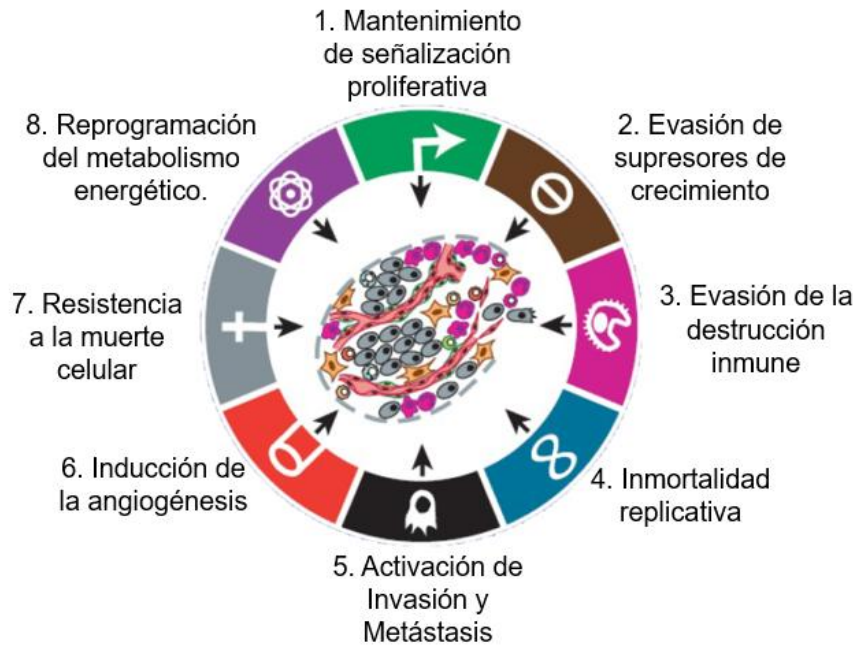 1. Mantenimiento
de señalización
proliferativa
2. Evasión de
supresores de
crecimiento
3. Evasión de la
destrucción
inmune
4. Inmortalidad
replicativa
5. Activación de
Invasión y
Metástasis
6. Inducción de
la angiogénesis
7. Resistencia
a la muerte
celular
8. Reprogramación
del metabolismo
energético.